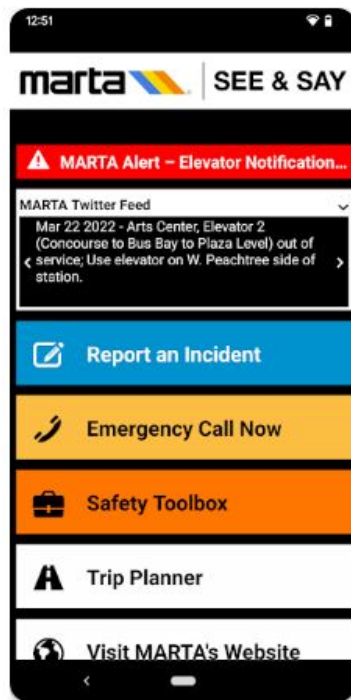 12:51
marta SEE & SAY
MARTA Alert – Elevator Notification...
MARTA Twitter Feed
Mar 22 2022 - Arts Center, Elevator 2
(Concourse to Bus Bay to Plaza Level) out of
service; Use elevator on W. Peachtree side of
station.
Report an Incident
Emergency Call Now
Safety Toolbox
Trip Planner
Visit MARTA's Website